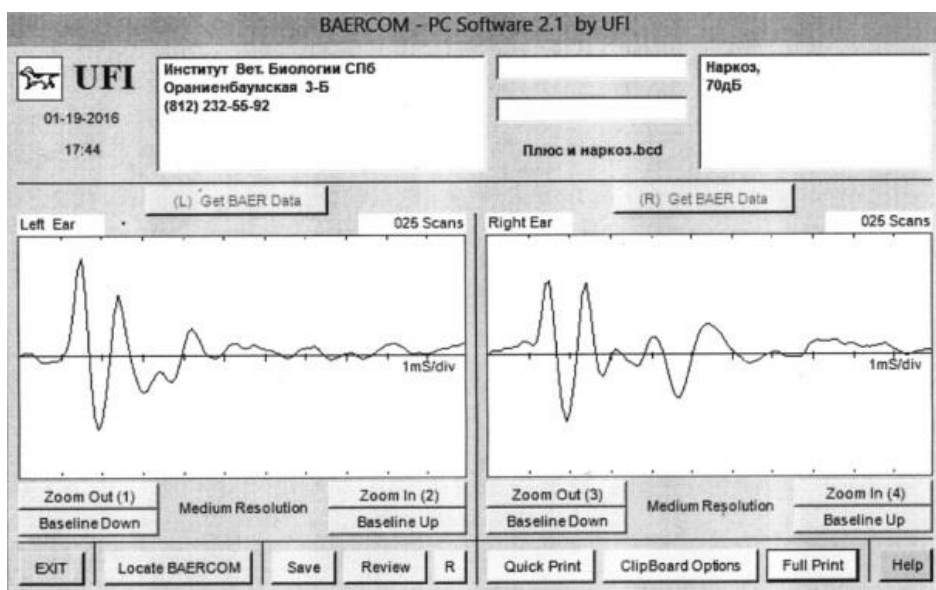 BAERCOM - PC Software 2.1 by UFI
UFI
01-19-2016
17:44
Институт Вет. Биологии СПб
Ораниенбаумская 3-Б
(812) 232-55-92
Плюс и наркоз.bcd
Наркоз,
70дБ
(L) Get BAER Data
(R) Get BAER Data
Left Ear
025 Scans
Right Ear
025 Scans
1mS/div
1mS/div
Zoom Out (1)
Baseline Down
Medium Resolution
Zoom In (2)
Baseline Up
Zoom Out (3)
Baseline Down
Medium Resolution
Zoom In (4)
Baseline Up
EXIT
Locate BAERCOM
Save
Review
R
Quick Print
ClipBoard Options
Full Print
Help